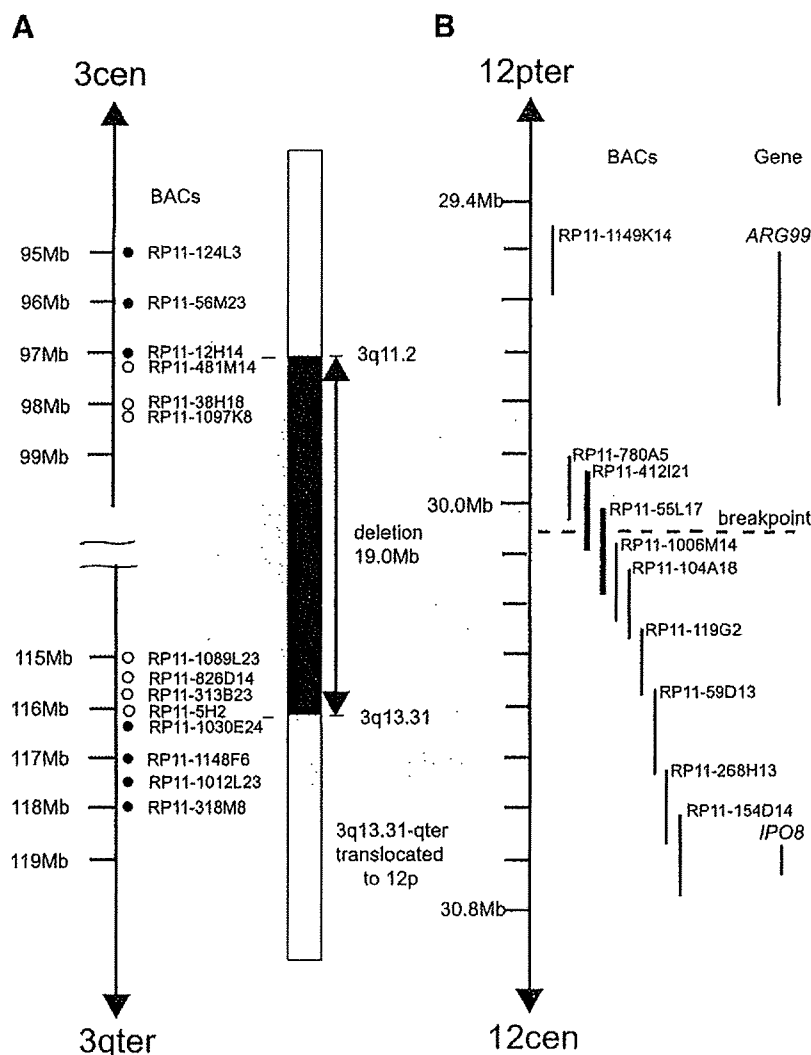 A
3cen
BACs
95Mb
RP11-124L3
96Mb
RP11-56M23
97Mb
RP11-12H14
RP11-481M14
98Mb
RP11-38H18
RP11-1097K8
99Mb
115Mb
RP11-1089L23
RP11-826D14
RP11-313B23
116Mb
RP11-5H2
RP11-1030E24
117Mb
RP11-1148F6
RP11-1012L23
118Mb
RP11-318M8
119Mb
3qter
3q11.2
deletion
19.0Mb
3q13.31
3q13.31-qter
translocated
to 12p
B
12pter
BACs
Gene
29.4Mb
RP11-1149K14
ARG99
RP11-780A5
RP11-412I21
30.0Mb
RP11-55L17
breakpoint
RP11-1006M14
RP11-104A18
RP11-119G2
RP11-59D13
RP11-268H13
RP11-154D14
IPO8
30.8Mb
12cen